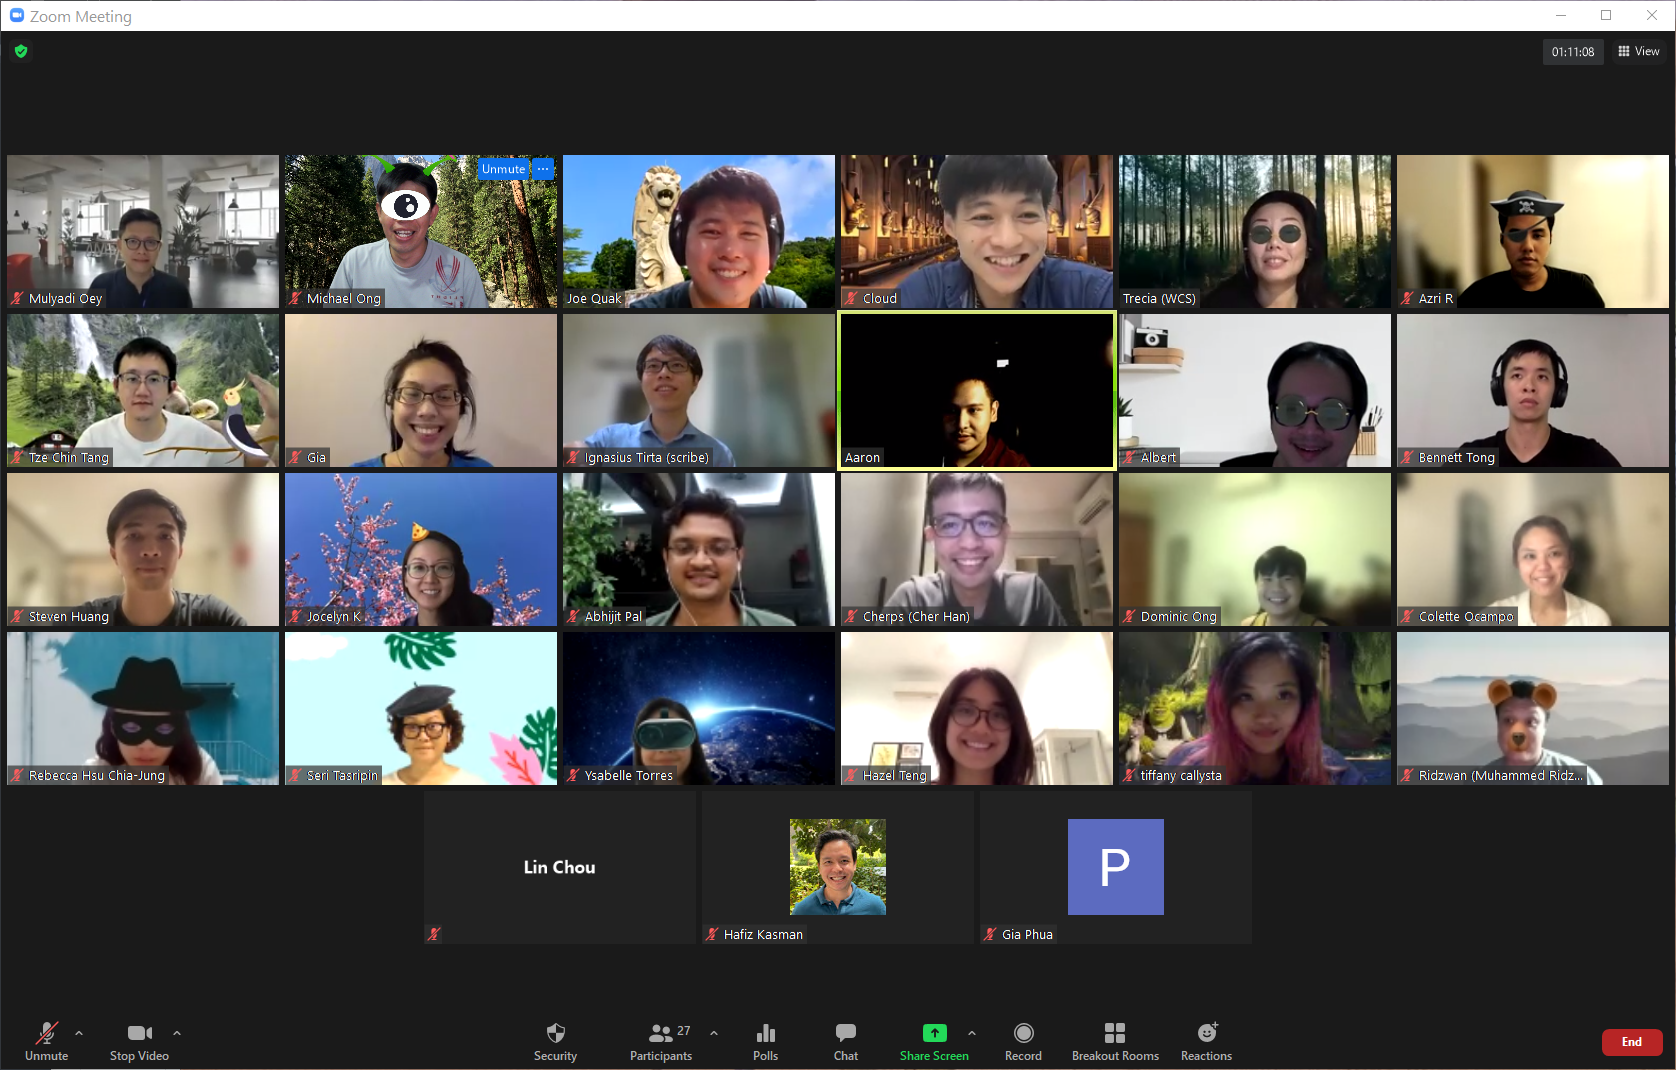 Zoom Meeting
01:11:08
View
Unmute
Mulyadi Oey
Michael Ong
Joe Quak
Cloud
Trecia (WCS)
Azri R
Tze Chin Tang
Gia
Ignasius Tirta (scribe)
Aaron
Albert
Bennett Tong
Steven Huang
Jocelyn K
Abhijit Pal
Cherps (Cher Han)
Dominic Ong
Colette Ocampo
Rebecca Hsu Chia-Jung
Seri Tasripin
Ysabelle Torres
Hazel Teng
tiffany callysta
Ridzwan (Muhammed Ridz...
Lin Chou
Hafiz Kasman
P
Gia Phua
Unmute
Stop Video
Security
27
Participants
Polls
Chat
Share Screen
Record
Breakout Rooms
Reactions
End